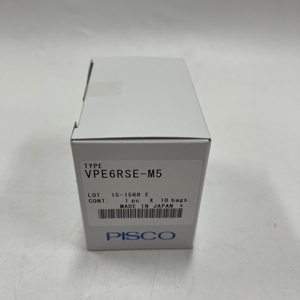 TYPE
VPE6RSE-M5
LOT 15-1568 E
CONT. 1 pc X 10 bags
MADE IN JAPAN
PISCO